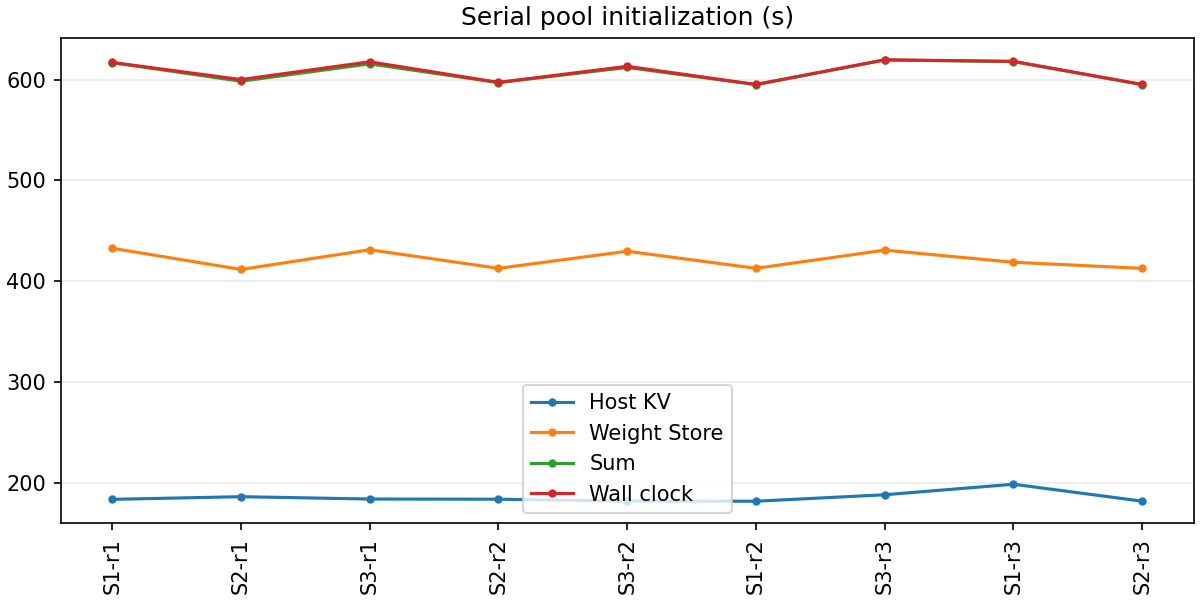 Serial pool initialization (s)
600
500
400
300
200
Host KV
Weight Store
Sum
Wall clock
S1-r1
S2-r1
S3-r1
S2-r2
S3-r2
S1-r2
S3-r3
S1-r3
S2-r3